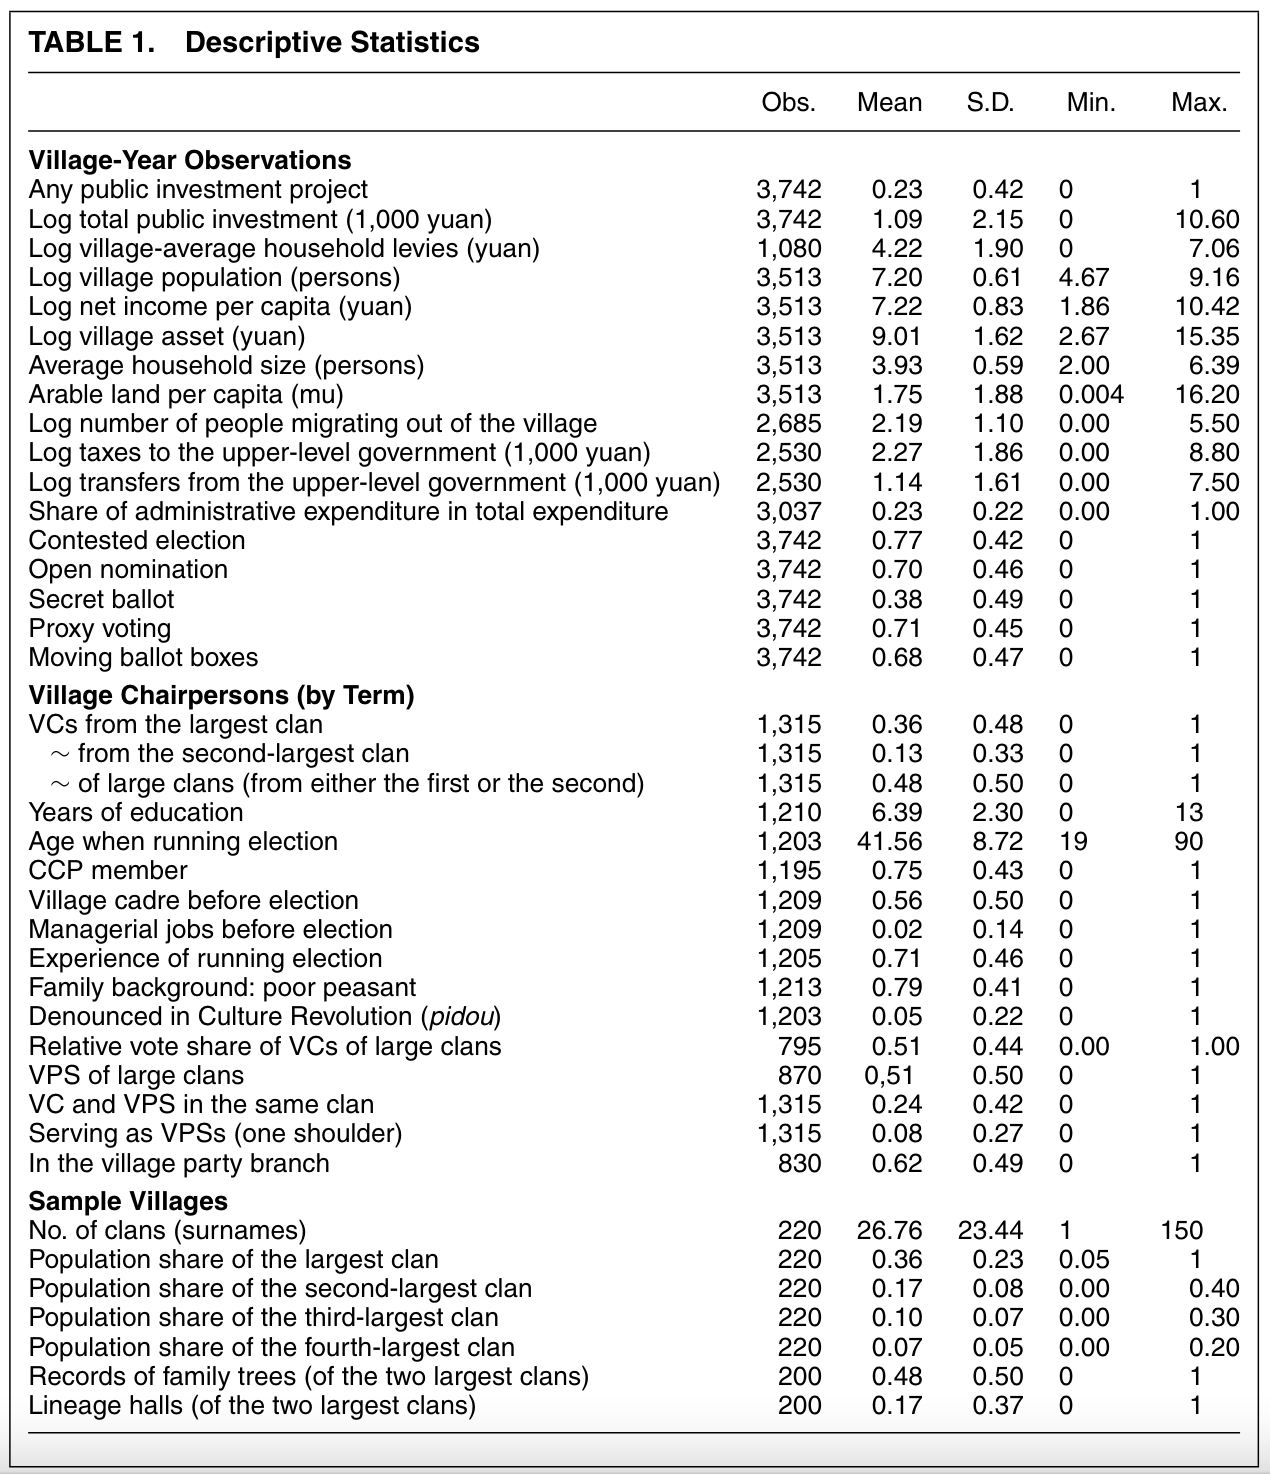 TABLE 1. Descriptive Statistics
Obs. Mean S.D. Min. Max.
Village-Year Observations
Any public investment project 3,742 0.23 0.42 0 1
Log total public investment (1,000 yuan) 3,742 1.09 2.15 0 10.60
Log village-average household levies (yuan) 1,080 4.22 1.90 0 7.06
Log village population (persons) 3,513 7.20 0.61 4.67 9.16
Log net income per capita (yuan) 3,513 7.22 0.83 1.86 10.42
Log village asset (yuan) 3,513 9.01 1.62 2.67 15.35
Average household size (persons) 3,513 3.93 0.59 2.00 6.39
Arable land per capita (mu) 3,513 1.75 1.88 0.004 16.20
Log number of people migrating out of the village 2,685 2.19 1.10 0.00 5.50
Log taxes to the upper-level government (1,000 yuan) 2,530 2.27 1.86 0.00 8.80
Log transfers from the upper-level government (1,000 yuan) 2,530 1.14 1.61 0.00 7.50
Share of administrative expenditure in total expenditure 3,037 0.23 0.22 0.00 1.00
Contested election 3,742 0.77 0.42 0 1
Open nomination 3,742 0.70 0.46 0 1
Secret ballot 3,742 0.38 0.49 0 1
Proxy voting 3,742 0.71 0.45 0 1
Moving ballot boxes 3,742 0.68 0.47 0 1
Village Chairpersons (by Term)
VCs from the largest clan 1,315 0.36 0.48 0 1
∼ from the second-largest clan 1,315 0.13 0.33 0 1
∼ of large clans (from either the first or the second) 1,315 0.48 0.50 0 1
Years of education 1,210 6.39 2.30 0 13
Age when running election 1,203 41.56 8.72 19 90
CCP member 1,195 0.75 0.43 0 1
Village cadre before election 1,209 0.56 0.50 0 1
Managerial jobs before election 1,209 0.02 0.14 0 1
Experience of running election 1,205 0.71 0.46 0 1
Family background: poor peasant 1,213 0.79 0.41 0 1
Denounced in Culture Revolution (pidou) 1,203 0.05 0.22 0 1
Relative vote share of VCs of large clans 795 0.51 0.44 0.00 1.00
VPS of large clans 870 0,51 0.50 0 1
VC and VPS in the same clan 1,315 0.24 0.42 0 1
Serving as VPSs (one shoulder) 1,315 0.08 0.27 0 1
In the village party branch 830 0.62 0.49 0 1
Sample Villages
No. of clans (surnames) 220 26.76 23.44 1 150
Population share of the largest clan 220 0.36 0.23 0.05 1
Population share of the second-largest clan 220 0.17 0.08 0.00 0.40
Population share of the third-largest clan 220 0.10 0.07 0.00 0.30
Population share of the fourth-largest clan 220 0.07 0.05 0.00 0.20
Records of family trees (of the two largest clans) 200 0.48 0.50 0 1
Lineage halls (of the two largest clans) 200 0.17 0.37 0 1